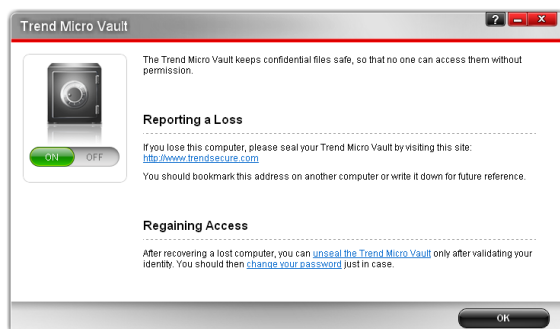 Trend Micro Vault
?
The Trend Micro Vault keeps confidential files safe, so that no one can access them without
permission.
Reporting a Loss
ON OFF
If you lose this computer, please seal your Trend Micro Vault by visiting this site:
http://www.trendsecure.com
You should bookmark this address on another computer or write it down for future reference.
Regaining Access
After recovering a lost computer, you can unseal the Trend Micro Vault only after validating your
identity. You should then change your password just in case.
OK